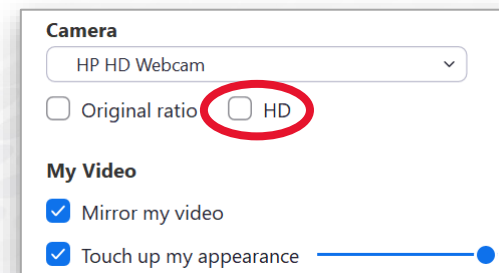 Camera
HP HD Webcam
Original ratio HD
My Video
Mirror my video
Touch up my appearance